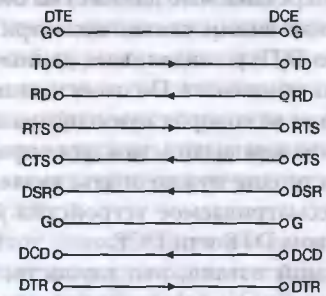 DTE DCE
G G
TD TD
RD RD
RTS RTS
CTS CTS
DSR DSR
G G
DCD DCD
DTR DTR